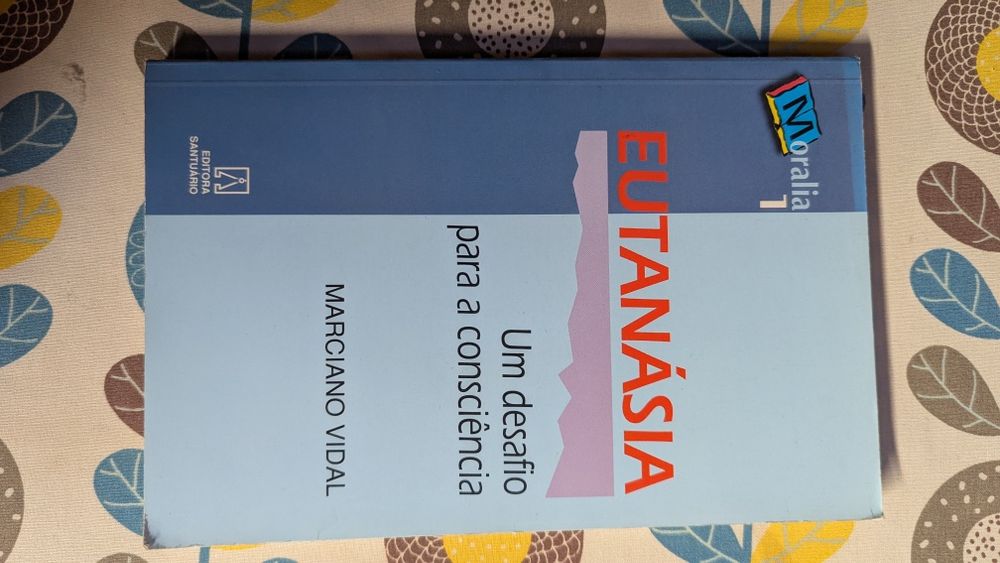 Moralia
1
EUTANÁSIA
Um desafio
para a consciência
MARCIANO VIDAL
EDITORA
SANTUÁRIO